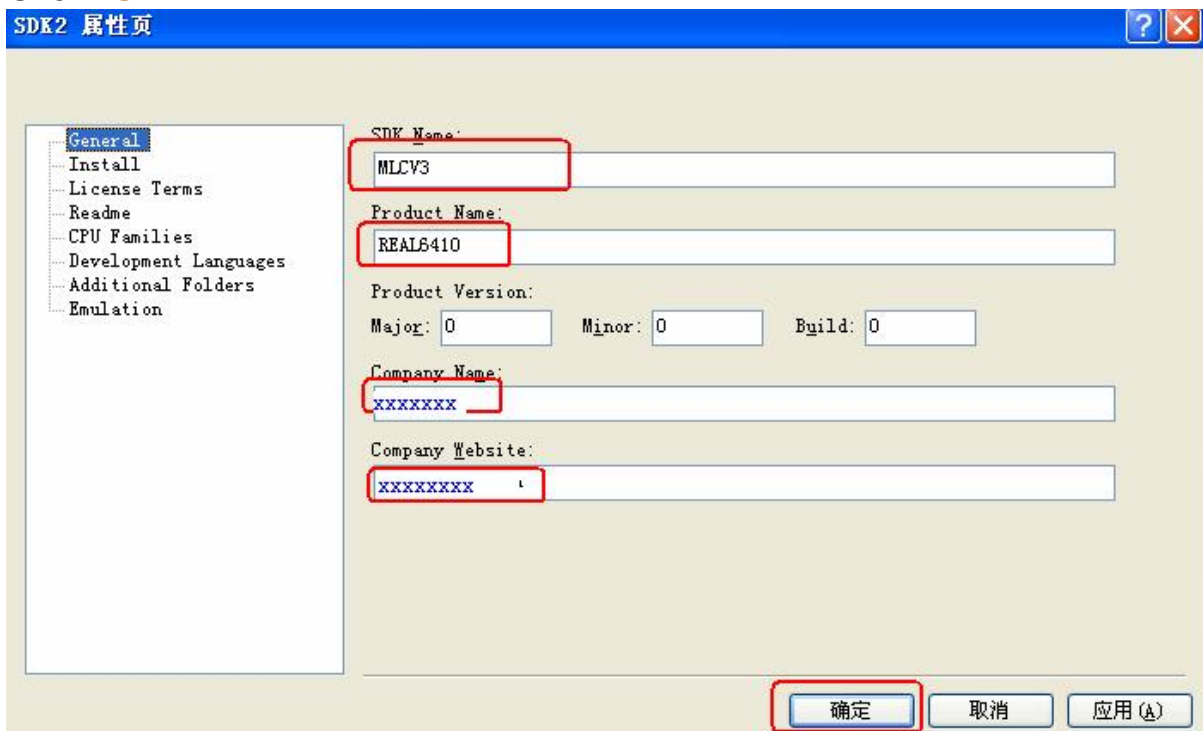 SDK2 属性页
General
Install
License Terms
Readme
CPU Families
Development Languages
Additional Folders
Emulation
SDK Name:
MLCV3
Product Name:
REAL6410
Product Version:
Major: 0 Minor: 0 Build: 0
Company Name:
xxxxxxx
Company Website:
xxxxxxxx
确定 取消 应用(A)